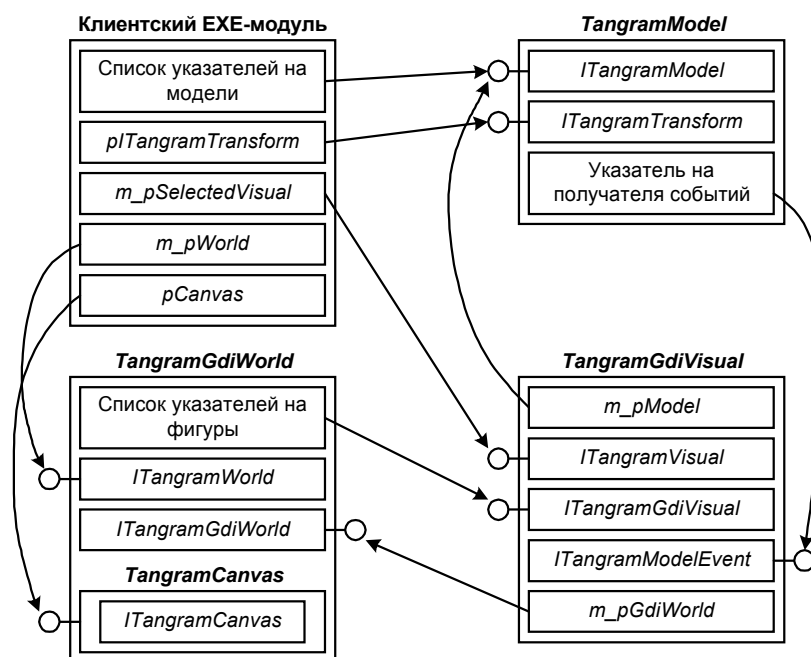 Клиентский EXE-модуль
Список указателей на
модели
pITangramTransform
m_pSelectedVisual
m_pWorld
pCanvas
TangramModel
ITangramModel
ITangramTransform
Указатель на
получателя событий
TangramGdiWorld
Список указателей на
фигуры
ITangramWorld
ITangramGdiWorld
TangramCanvas
ITangramCanvas
TangramGdiVisual
m_pModel
ITangramVisual
ITangramGdiVisual
ITangramModelEvent
m_pGdiWorld